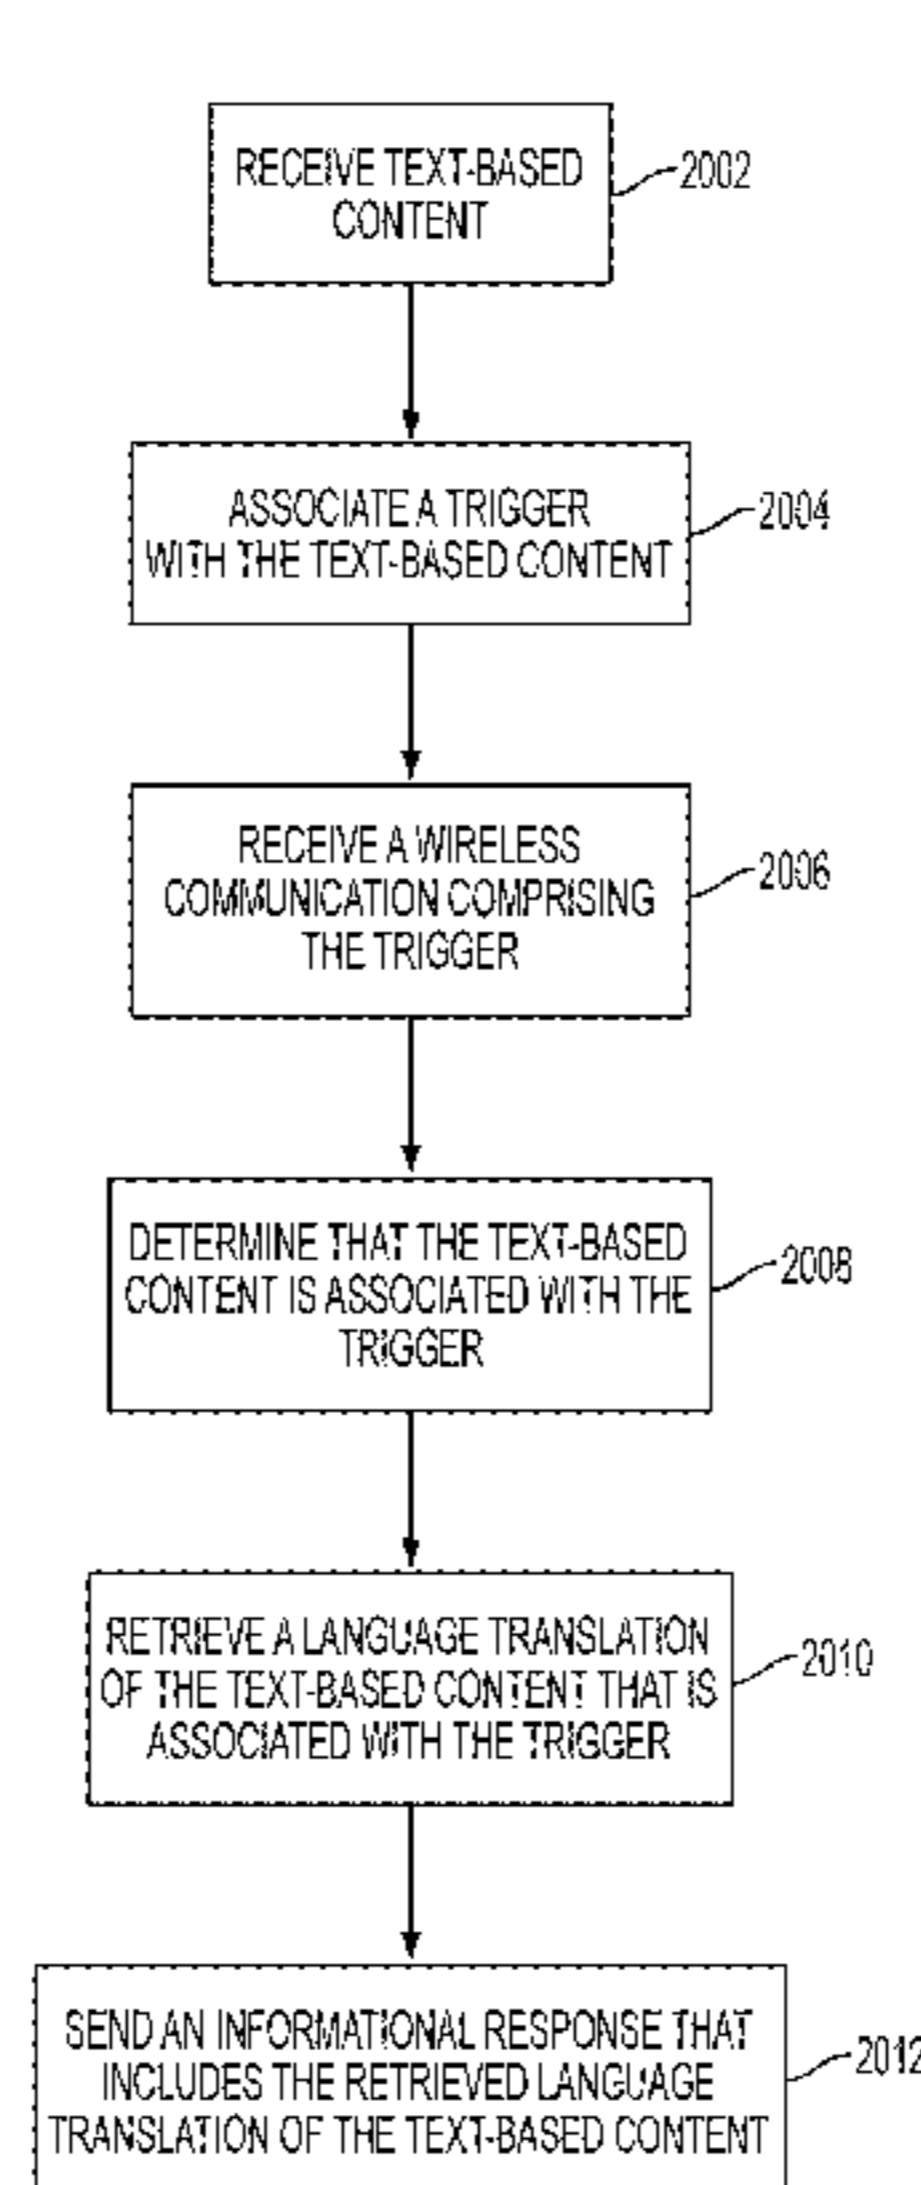 RECEIVE TEXT-BASED
CONTENT
2002
ASSOCIATE A TRIGGER
WITH THE TEXT-BASED CONTENT
2004
RECEIVE A WIRELESS
COMMUNICATION COMPRISING
THE TRIGGER
2006
DETERMINE THAT THE TEXT-BASED
CONTENT IS ASSOCIATED WITH THE
TRIGGER
2008
RETRIEVE A LANGUAGE TRANSLATION
OF THE TEXT-BASED CONTENT THAT IS
ASSOCIATED WITH THE TRIGGER
2010
SEND AN INFORMATIONAL RESPONSE THAT
INCLUDES THE RETRIEVED LANGUAGE
TRANSLATION OF THE TEXT-BASED CONTENT
2012